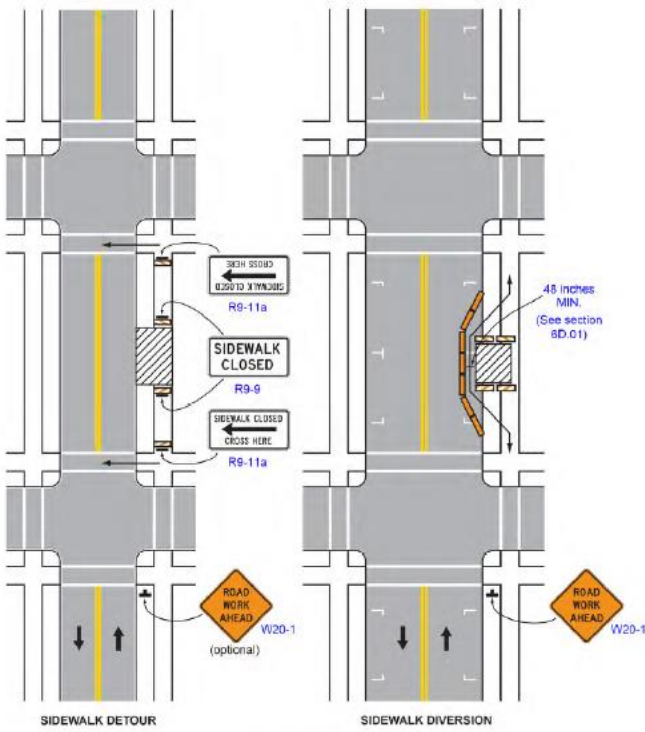 SIDEWALK CLOSED
CROSS HERE
R9-11a
SIDEWALK
CLOSED
R9-9
SIDEWALK CLOSED
CROSS HERE
R9-11a
ROAD
WORK
AHEAD
W20-1
(optional)
SIDEWALK DETOUR
48 inches
MIN.
(See section
6D.01)
ROAD
WORK
AHEAD
W20-1
SIDEWALK DIVERSION